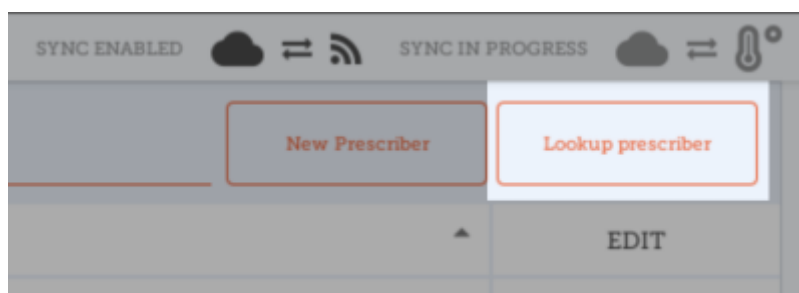 SYNC ENABLED SYNC IN PROGRESS
New Prescriber Lookup prescriber
EDIT